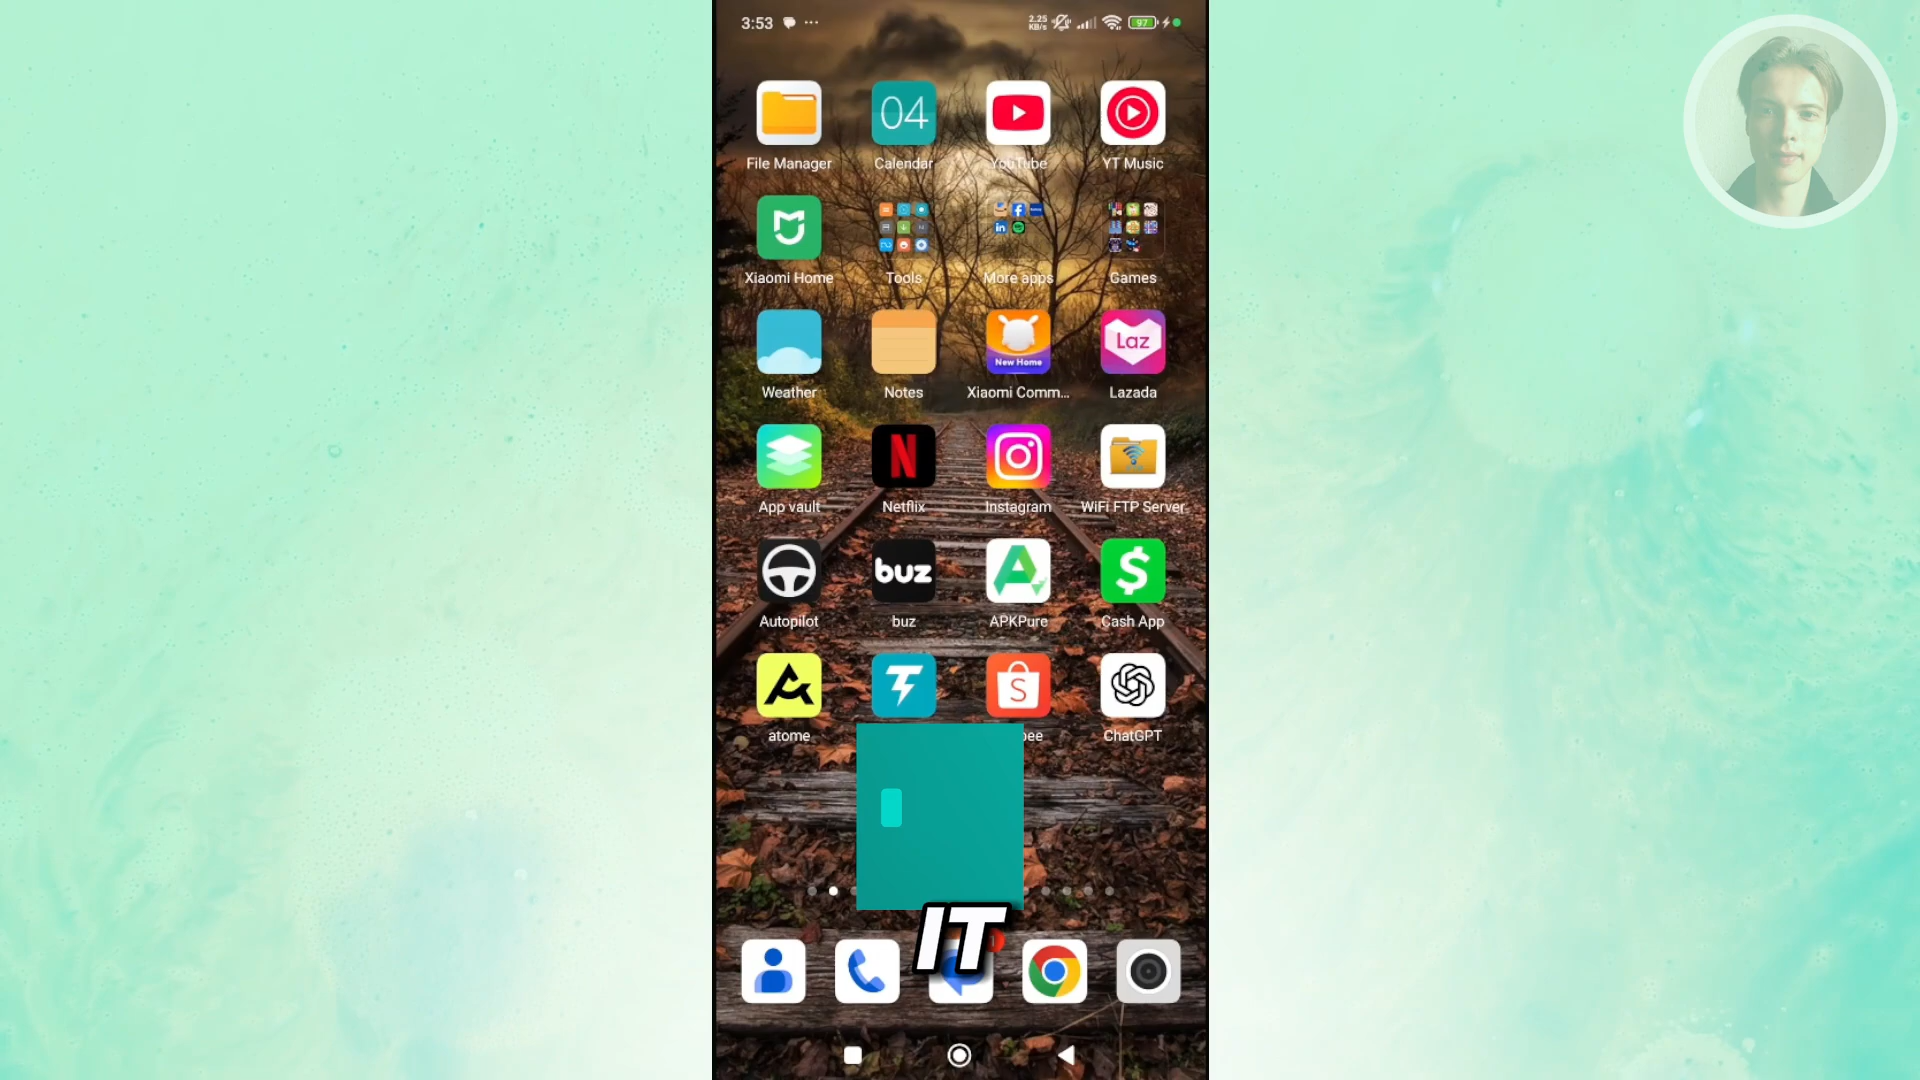 3:53 ... 2.25 KB/s 97
04
File Manager Calendar YouTube YT Music
Xiaomi Home Tools More apps Games
New Home Laz
Weather Notes Xiaomi Comm... Lazada
N
App vault Netflix Instagram WiFi FTP Server
buz $
Autopilot buz APKPure Cash App
S
atome ChatGPT
IT